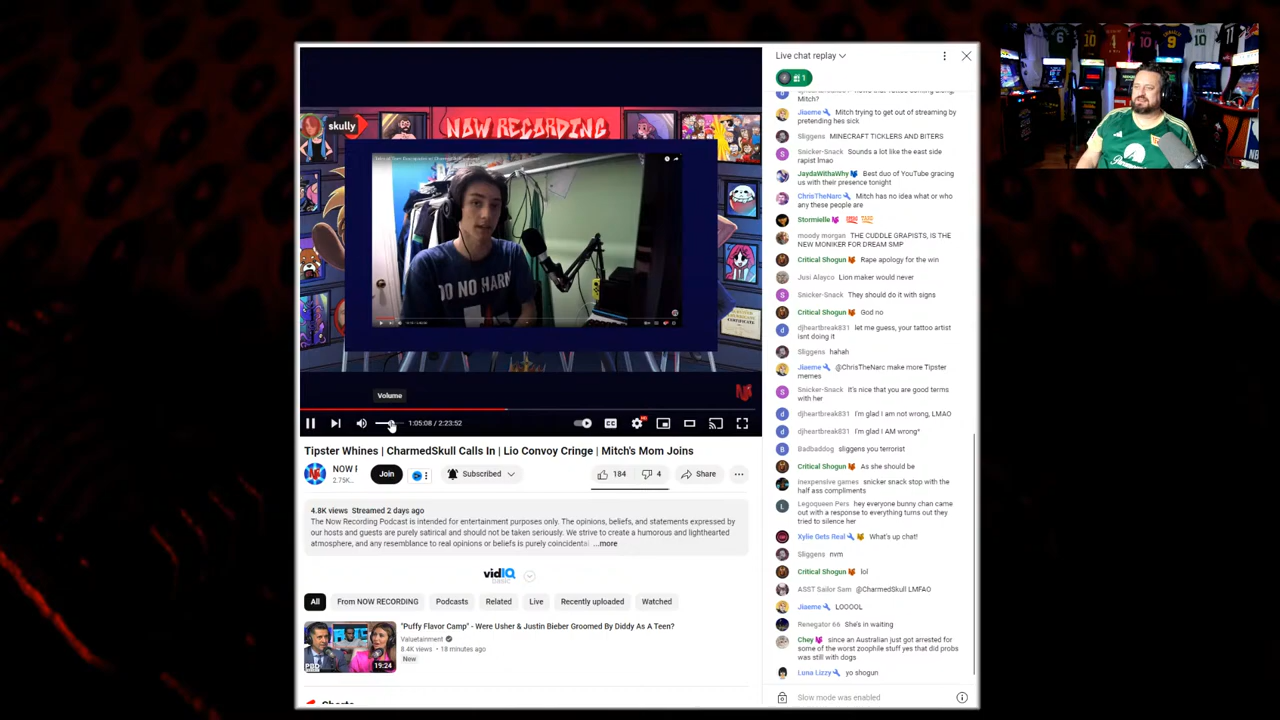 skully
NOW RECORDING
DO NO HARM
CERTIFICATE
Volume
1:05:08 / 2:23:52
Tipster Whines | CharmedSkull Calls In | Lio Convoy Cringe | Mitch's Mom Joins
NOW F
2.75K...
Join
Subscribed
184
4
Share
4.8K views Streamed 2 days ago
The Now Recording Podcast is intended for entertainment purposes only. The opinions, beliefs, and statements expressed by
our hosts and guests are purely satirical and should not be taken seriously. We strive to create a humorous and lighthearted
atmosphere, and any resemblance to real opinions or beliefs is purely coincidental. ...more
vidIQ
BASIC
All
From NOW RECORDING
Podcasts
Related
Live
Recently uploaded
Watched
PBD
19:24
"Puffy Flavor Camp" - Were Usher & Justin Bieber Groomed By Diddy As A Teen?
Valuetainment
8.4K views • 18 minutes ago
New
Live chat replay
1
Mitch?
Jiaeme Mitch trying to get out of streaming by
pretending hes sick
Sliggens MINECRAFT TICKLERS AND BITERS
Snicker-Snack Sounds a lot like the east side
rapist lmao
JaydaWithaWhy Best duo of YouTube gracing
us with their presence tonight
ChrisTheNarc Mitch has no idea what or who
any these people are
Stormielle
moody morgan THE CUDDLE GRAPISTS, IS THE
NEW MONIKER FOR DREAM SMP
Critical Shogun Rape apology for the win
Jusi Alayco Lion maker would never
Snicker-Snack They should do it with signs
Critical Shogun God no
djheartbreak831 let me guess, your tattoo artist
isnt doing it
Sliggens hahah
Jiaeme @ChrisTheNarc make more Tipster
memes
Snicker-Snack it's nice that you are good terms
with her
djheartbreak831 I'm glad I am not wrong, LMAO
djheartbreak831 I'm glad I AM wrong*
Badbaddog sliggens you terrorist
Critical Shogun As she should be
inexpensive games snicker snack stop with the
half ass compliments
Legoqueen Pers hey everyone bunny chan came
out with a response to everything turns out they
tried to silence her
Xylie Gets Real What's up chat!
Sliggens nvm
Critical Shogun lol
ASST Sailor Sam @CharmedSkull LMFAO
Jiaeme LOOOOL
Renegator 66 She's in waiting
Chey since an Australian just got arrested for
some of the worst zoophile stuff yes that did probs
was still with dogs
Luna Lizzy yo shogun
Slow mode was enabled